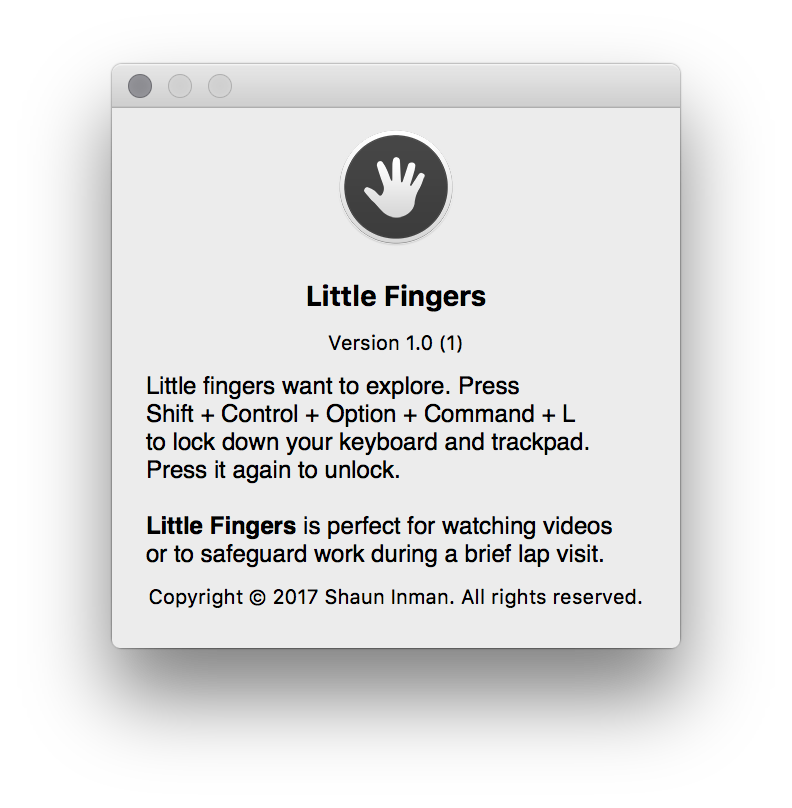 Little Fingers
Version 1.0 (1)
Little fingers want to explore. Press
Shift + Control + Option + Command + L
to lock down your keyboard and trackpad.
Press it again to unlock.
Little Fingers is perfect for watching videos
or to safeguard work during a brief lap visit.
Copyright © 2017 Shaun Inman. All rights reserved.